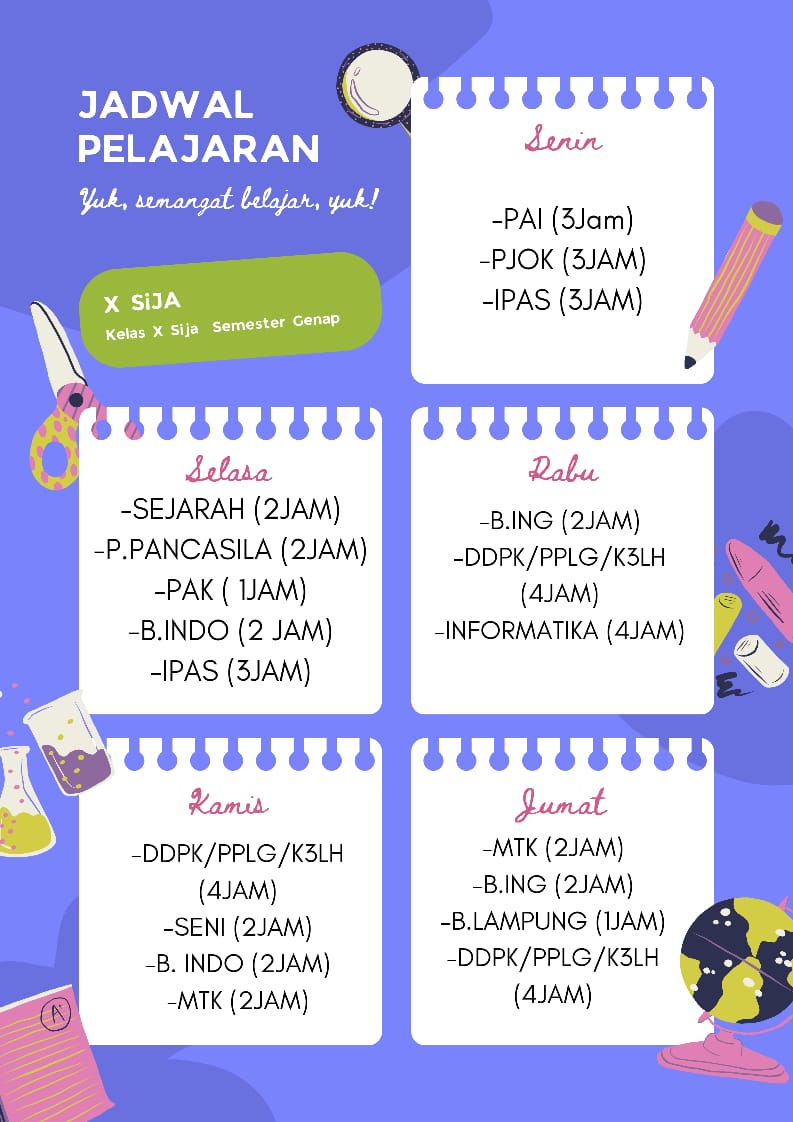 JADWAL
PELAJARAN
Yuk, semangat belajar, yuk!
X SiJA
Kelas X Sija Semester Genap
Senin
-PAI (3Jam)
-PJOK (3JAM)
-IPAS (3JAM)
Selasa
-SEJARAH (2JAM)
-P.PANCASILA (2JAM)
-PAK ( 1JAM)
-B.INDO (2 JAM)
-IPAS (3JAM)
Rabu
-B.ING (2JAM)
-DDPK/PPLG/K3LH
(4JAM)
-INFORMATIKA (4JAM)
Kamis
-DDPK/PPLG/K3LH
(4JAM)
-SENI (2JAM)
-B. INDO (2JAM)
-MTK (2JAM)
Jumat
-MTK (2JAM)
-B.ING (2JAM)
-B.LAMPUNG (1JAM)
-DDPK/PPLG/K3LH
(4JAM)
A+